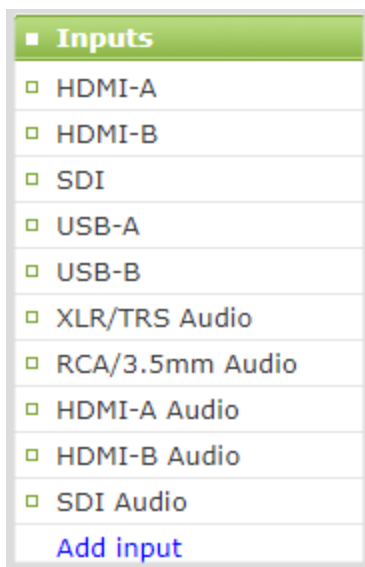 Inputs
HDMI-A
HDMI-B
SDI
USB-A
USB-B
XLR/TRS Audio
RCA/3.5mm Audio
HDMI-A Audio
HDMI-B Audio
SDI Audio
Add input